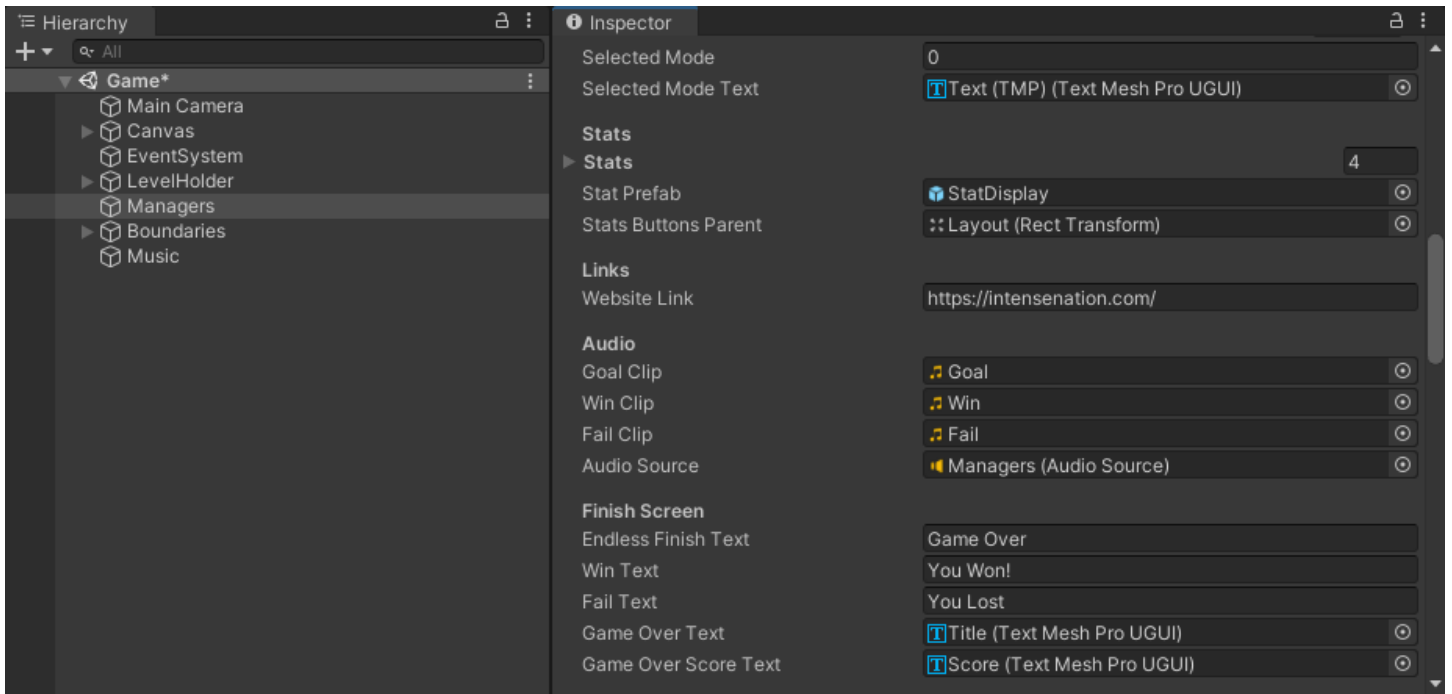 Hierarchy
All
Game*
Main Camera
Canvas
EventSystem
LevelHolder
Managers
Boundaries
Music
Inspector
Selected Mode 0
Selected Mode Text Text (TMP) (Text Mesh Pro UGUI)
Stats
Stats 4
Stat Prefab StatDisplay
Stats Buttons Parent Layout (Rect Transform)
Links
Website Link https://intensenation.com/
Audio
Goal Clip Goal
Win Clip Win
Fail Clip Fail
Audio Source Managers (Audio Source)
Finish Screen
Endless Finish Text Game Over
Win Text You Won!
Fail Text You Lost
Game Over Text Title (Text Mesh Pro UGUI)
Game Over Score Text Score (Text Mesh Pro UGUI)